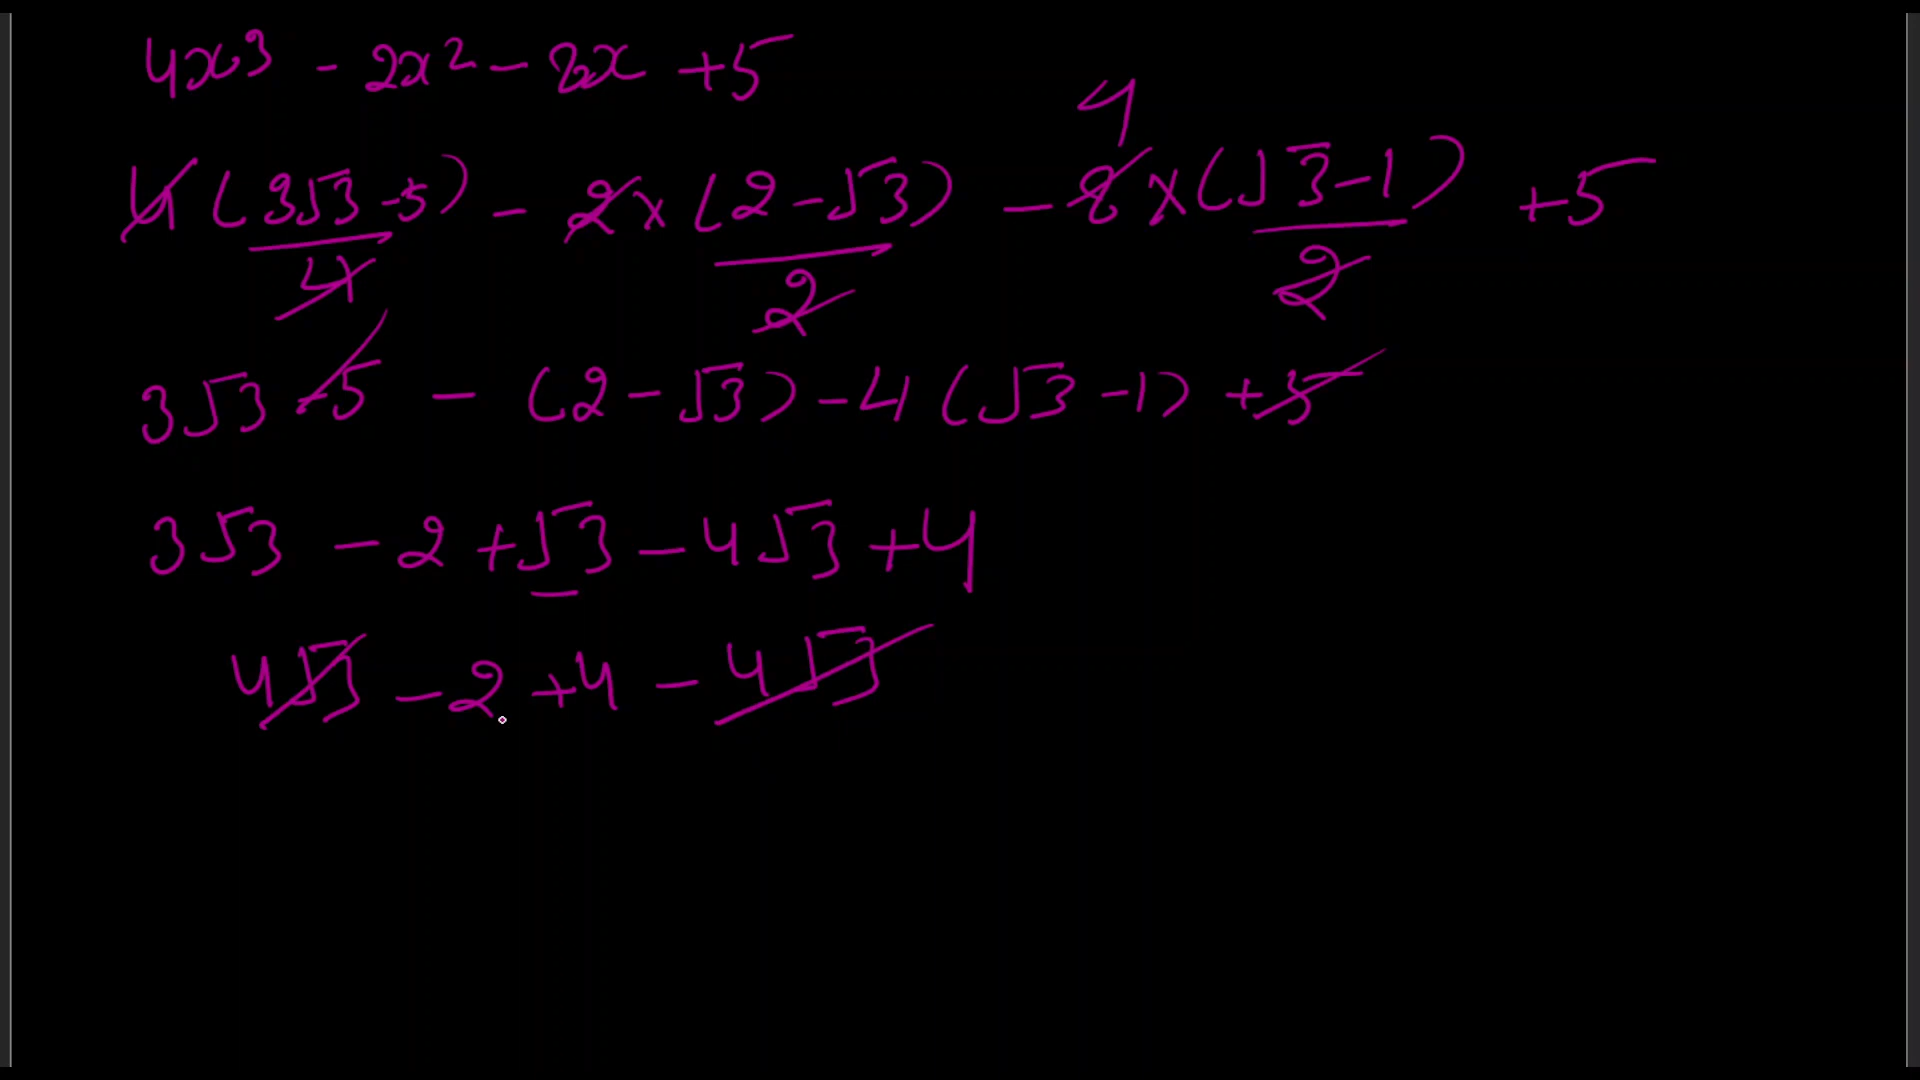 4x³ - 2x² - 8x + 5
4(3√3 - 5)/4 - 2 × (2 - √3)/2 - 8 4 × (√3 - 1)/2 + 5
3√3 - 5 - (2 - √3) - 4(√3 - 1) + 5
3√3 - 2 + √3 - 4√3 + 4
4√3 - 2 + 4 - 4√3